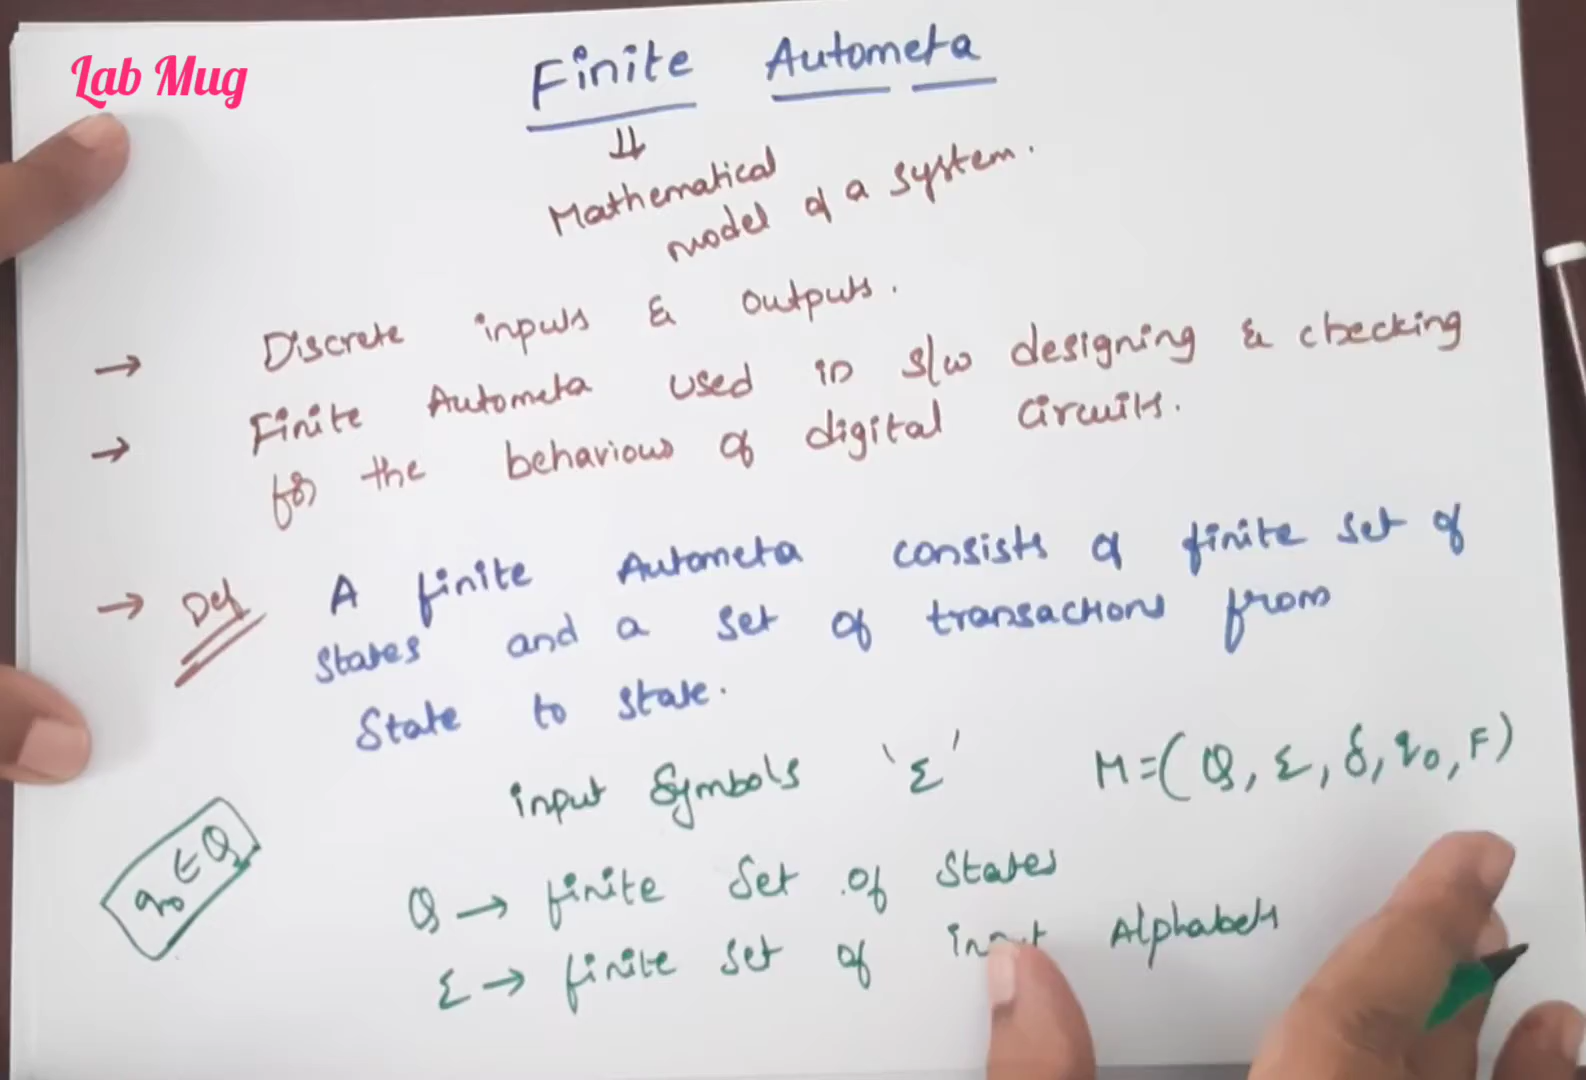 Lab Mug
Finite Autometa
⇓
Mathematical
model of a system.
→ Discrete inputs & outputs.
→ Finite Autometa used in s/w designing & checking
for the behaviour of digital circuits.
→ Def A finite Autometa consists of finite set of
states and a set of transactions from
State to state.
input symbols 'Σ' M=(Q, Σ, δ, q0, F)
q0 ∈ Q
Q → finite set of states
Σ → finite set of input Alphabets